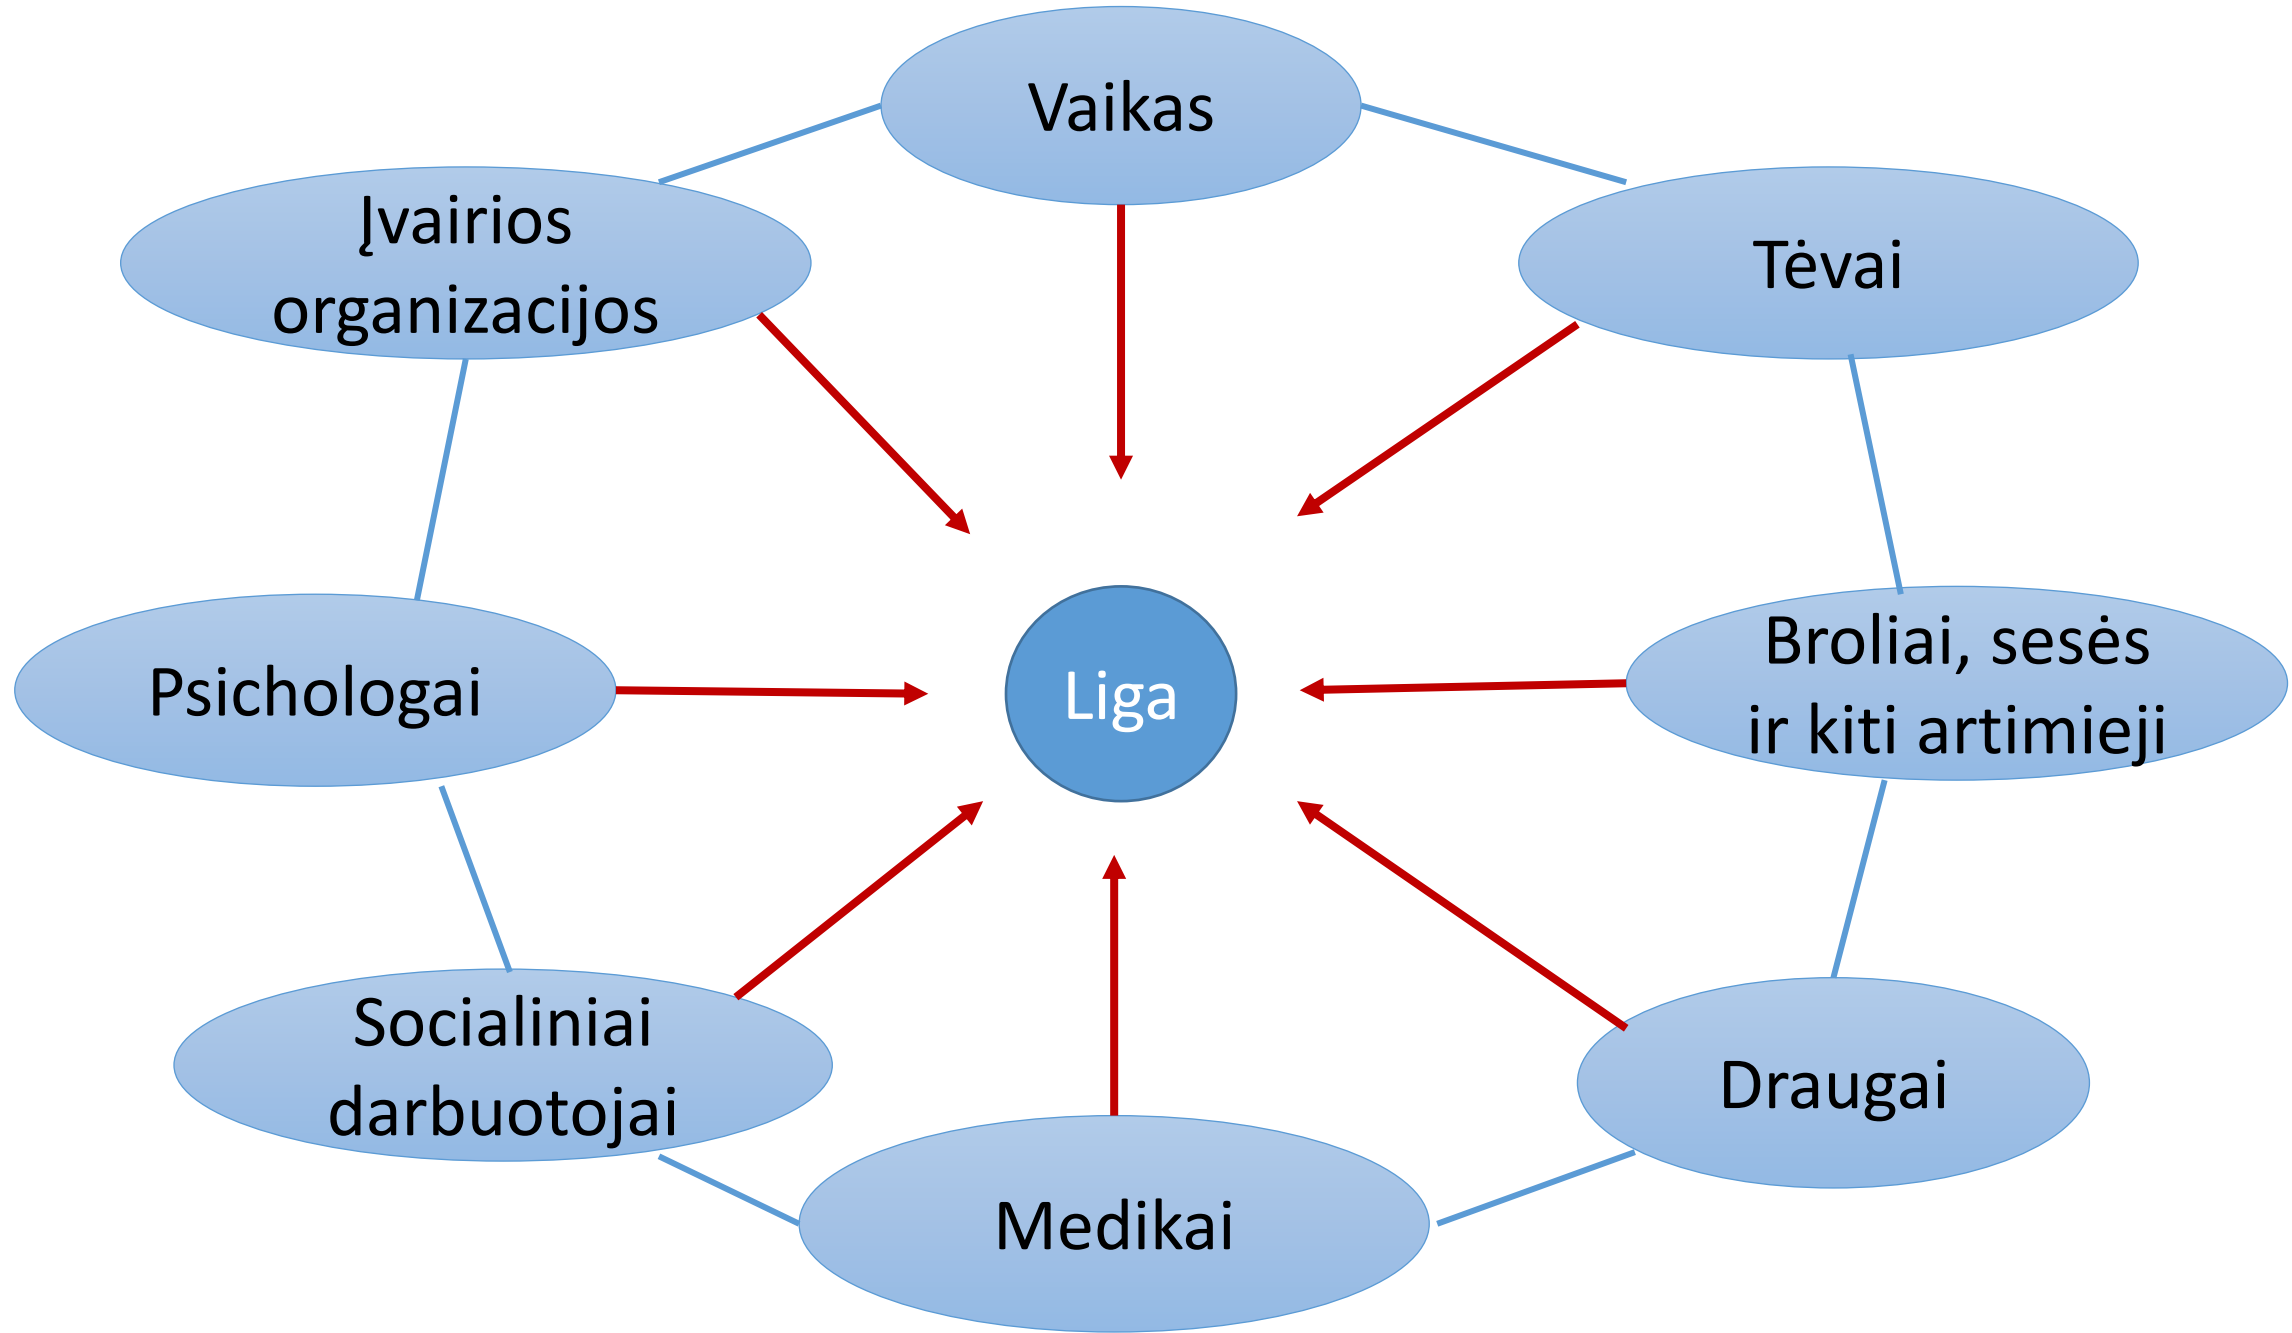 Vaikas
Įvairios
organizacijos
Tėvai
Psichologai
Liga
Broliai, sesės
ir kiti artimieji
Socialiniai
darbuotojai
Draugai
Medikai